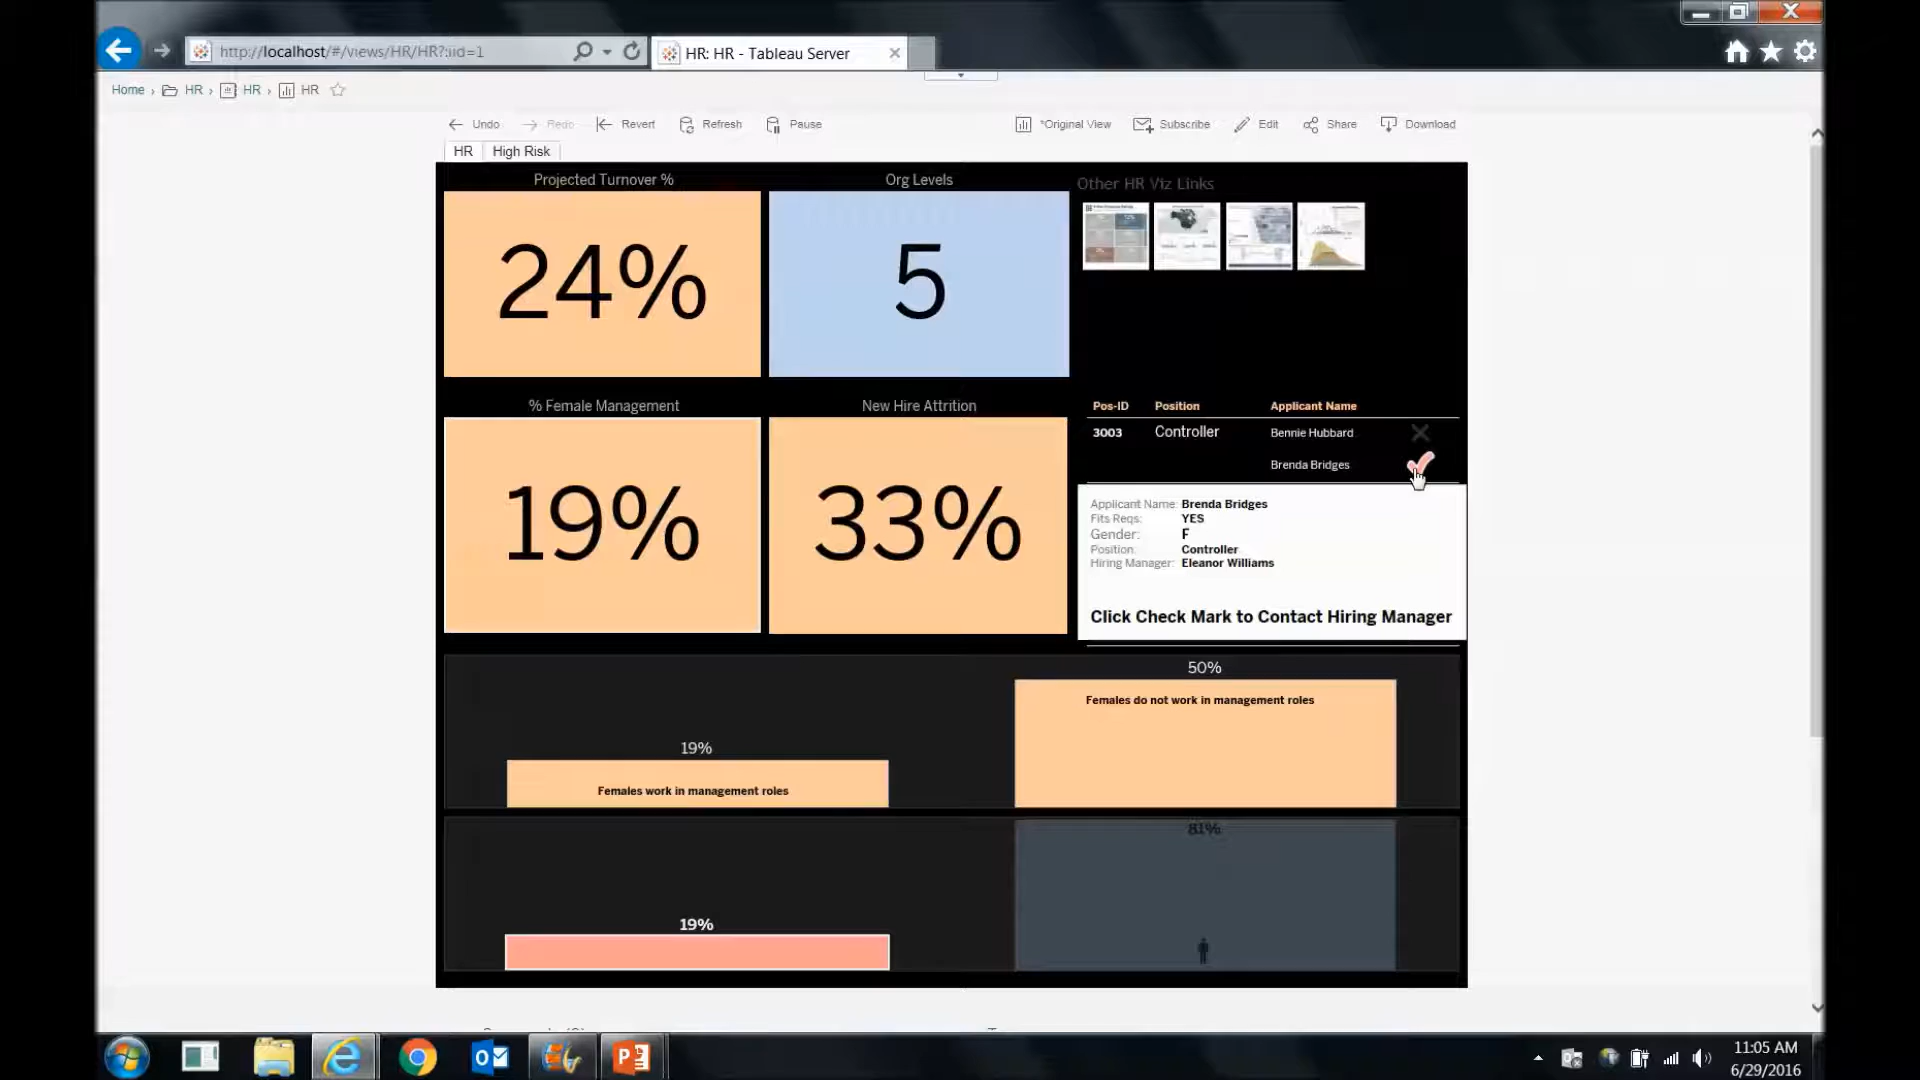 http://localhost/#/views/HR/HR?:iid=1
HR: HR - Tableau Server
Home › HR › HR › HR
Undo Redo Revert Refresh Pause
*Original View Subscribe Edit Share Download
HR High Risk
Projected Turnover %
24%
Org Levels
5
Other HR Viz Links
% Female Management
19%
New Hire Attrition
33%
Pos-ID Position Applicant Name
3003 Controller Bennie Hubbard
Brenda Bridges
Applicant Name: Brenda Bridges
Fits Reqs: YES
Gender: F
Position: Controller
Hiring Manager: Eleanor Williams
Click Check Mark to Contact Hiring Manager
50%
Females do not work in management roles
19%
Females work in management roles
81%
19%
11:05 AM
6/29/2016